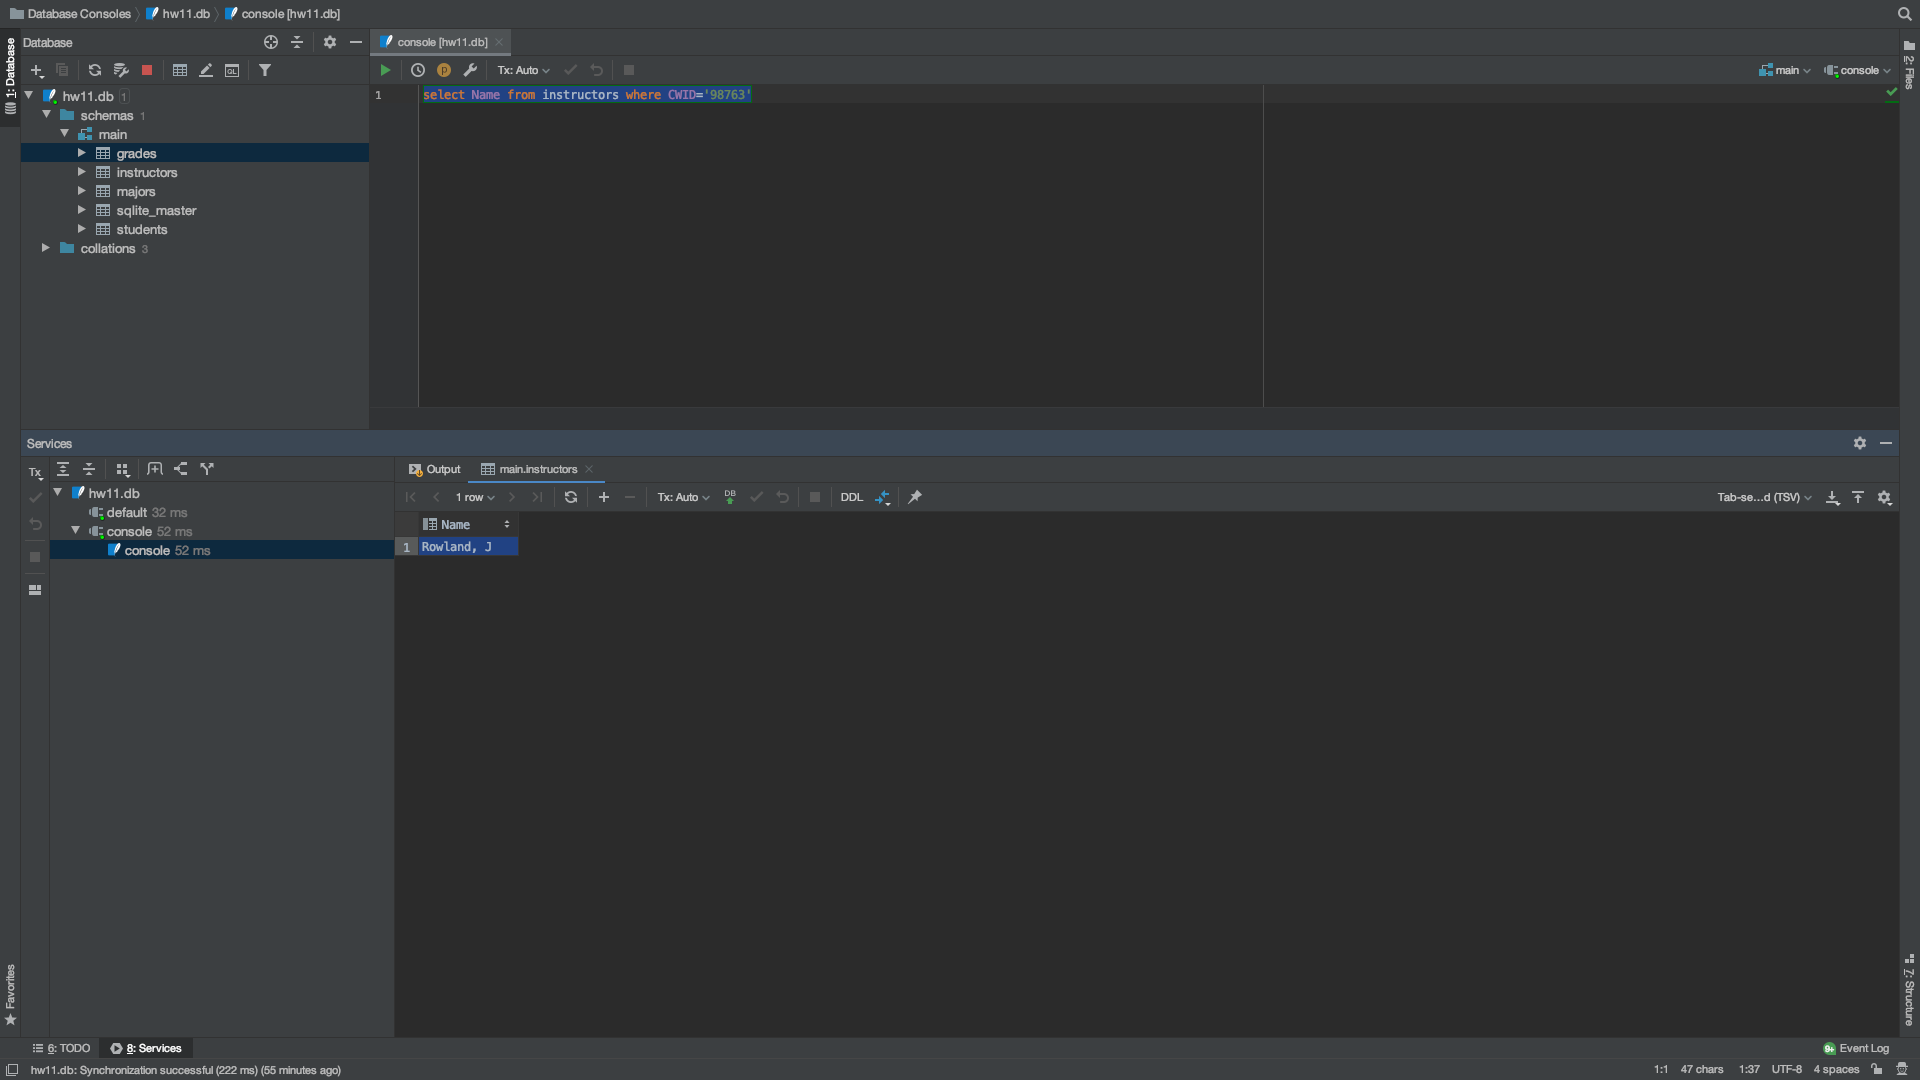 Database Consoles hw11.db console [hw11.db]
1: Database
Database
console [hw11.db]
2: Files
Tx: Auto
main
console
1
select Name from instructors where CWID='98763'
hw11.db 1
schemas 1
main
grades
instructors
majors
sqlite_master
students
collations 3
Services
Tx
hw11.db
default 32 ms
console 52 ms
console 52 ms
Output main.instructors
1 row Tx: Auto DB DDL Tab-se...d (TSV)
Name
1 Rowland, J
Favorites
7: Structure
6: TODO 8: Services
9+ Event Log
hw11.db: Synchronization successful (222 ms) (55 minutes ago)
1:1 47 chars 1:37 UTF-8 4 spaces